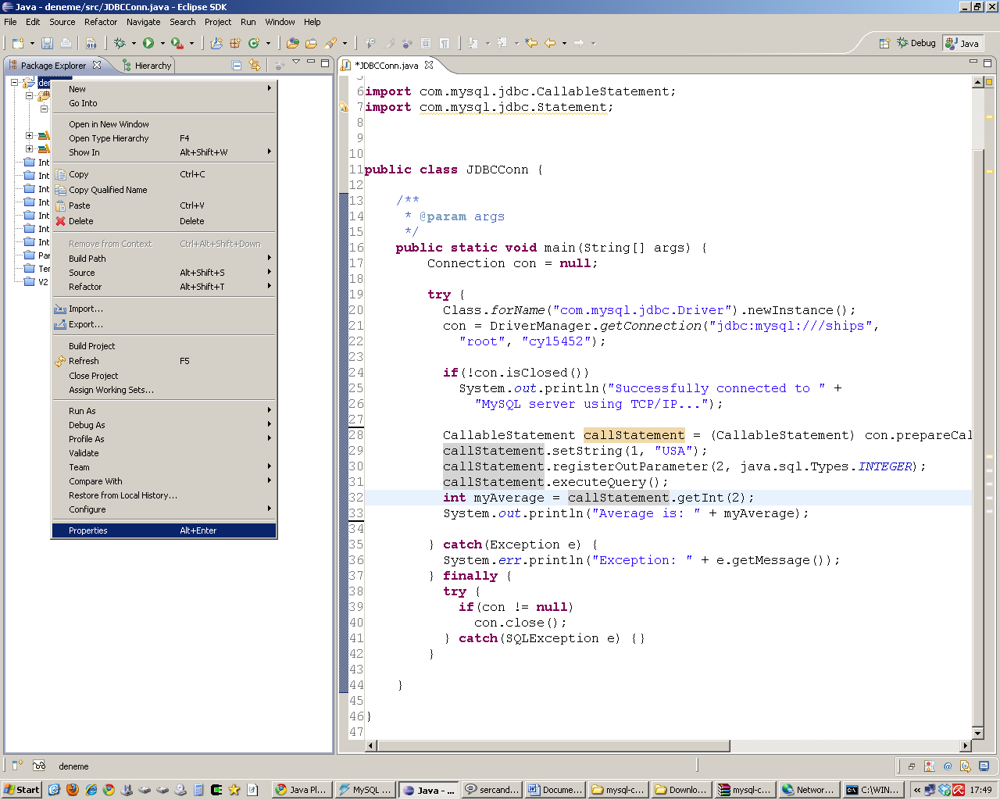 Java - deneme/src/JDBCConn.java - Eclipse SDK
File Edit Source Refactor Navigate Search Project Run Window Help
Debug Java
Package Explorer Hierarchy
*JDBCConn.java
New
Go Into
Open in New Window
Open Type Hierarchy F4
Show In Alt+Shift+W
Copy Ctrl+C
Copy Qualified Name
Paste Ctrl+V
Delete Delete
Remove from Context Ctrl+Alt+Shift+Down
Build Path
Source Alt+Shift+S
Refactor Alt+Shift+T
Import...
Export...
Build Project
Refresh F5
Close Project
Assign Working Sets...
Run As
Debug As
Profile As
Validate
Team
Compare With
Restore from Local History...
Configure
Properties Alt+Enter
Int
Int
Int
Int
Int
Int
Int
Par
Ter
V2
6 import com.mysql.jdbc.CallableStatement;
7 import com.mysql.jdbc.Statement;
8
9
10
11 public class JDBCConn {
12
13 /**
14 * @param args
15 */
16 public static void main(String[] args) {
17 Connection con = null;
18
19 try {
20 Class.forName("com.mysql.jdbc.Driver").newInstance();
21 con = DriverManager.getConnection("jdbc:mysql:///ships",
22 "root", "cy15452");
23
24 if(!con.isClosed())
25 System.out.println("Successfully connected to " +
26 "MySQL server using TCP/IP...");
27
28 CallableStatement callStatement = (CallableStatement) con.prepareCal
29 callStatement.setString(1, "USA");
30 callStatement.registerOutParameter(2, java.sql.Types.INTEGER);
31 callStatement.executeQuery();
32 int myAverage = callStatement.getInt(2);
33 System.out.println("Average is: " + myAverage);
34
35 } catch(Exception e) {
36 System.err.println("Exception: " + e.getMessage());
37 } finally {
38 try {
39 if(con != null)
40 con.close();
41 } catch(SQLException e) {}
42 }
43
44 }
45
46 }
47
deneme
Start Java Pl... MySQL ... Java - ... sercand... Docume... mysql-c... Downlo... mysql-c... Networ... C:\WIN... 17:49